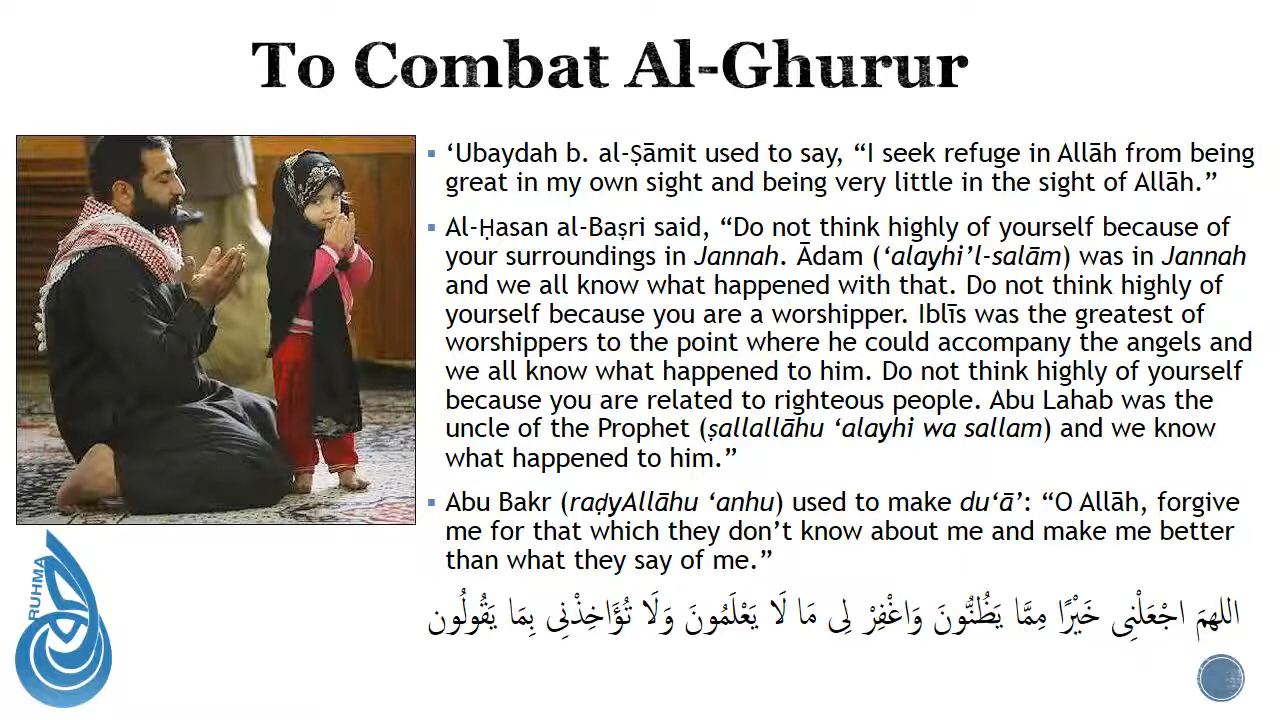 To Combat Al-Ghurur
▪ ‘Ubaydah b. al-Ṣāmit used to say, “I seek refuge in Allāh from being
great in my own sight and being very little in the sight of Allāh.”
▪ Al-Ḥasan al-Baṣri said, “Do not think highly of yourself because of
your surroundings in Jannah. Ādam (‘alayhi’l-salām) was in Jannah
and we all know what happened with that. Do not think highly of
yourself because you are a worshipper. Iblīs was the greatest of
worshippers to the point where he could accompany the angels and
we all know what happened to him. Do not think highly of yourself
because you are related to righteous people. Abu Lahab was the
uncle of the Prophet (ṣallallāhu ‘alayhi wa sallam) and we know
what happened to him.”
▪ Abu Bakr (raḍyAllāhu ‘anhu) used to make du‘ā’: “O Allāh, forgive
me for that which they don’t know about me and make me better
than what they say of me.”
اللهمَ اجْعَلْنِى خَيْرًا مِمَّا يَظُنُّونَ وَاغْفِرْ لِى مَا لَا يَعْلَمُونَ وَلَا تُؤَاخِذْنِى بِمَا يَقُولُون
RUHMA